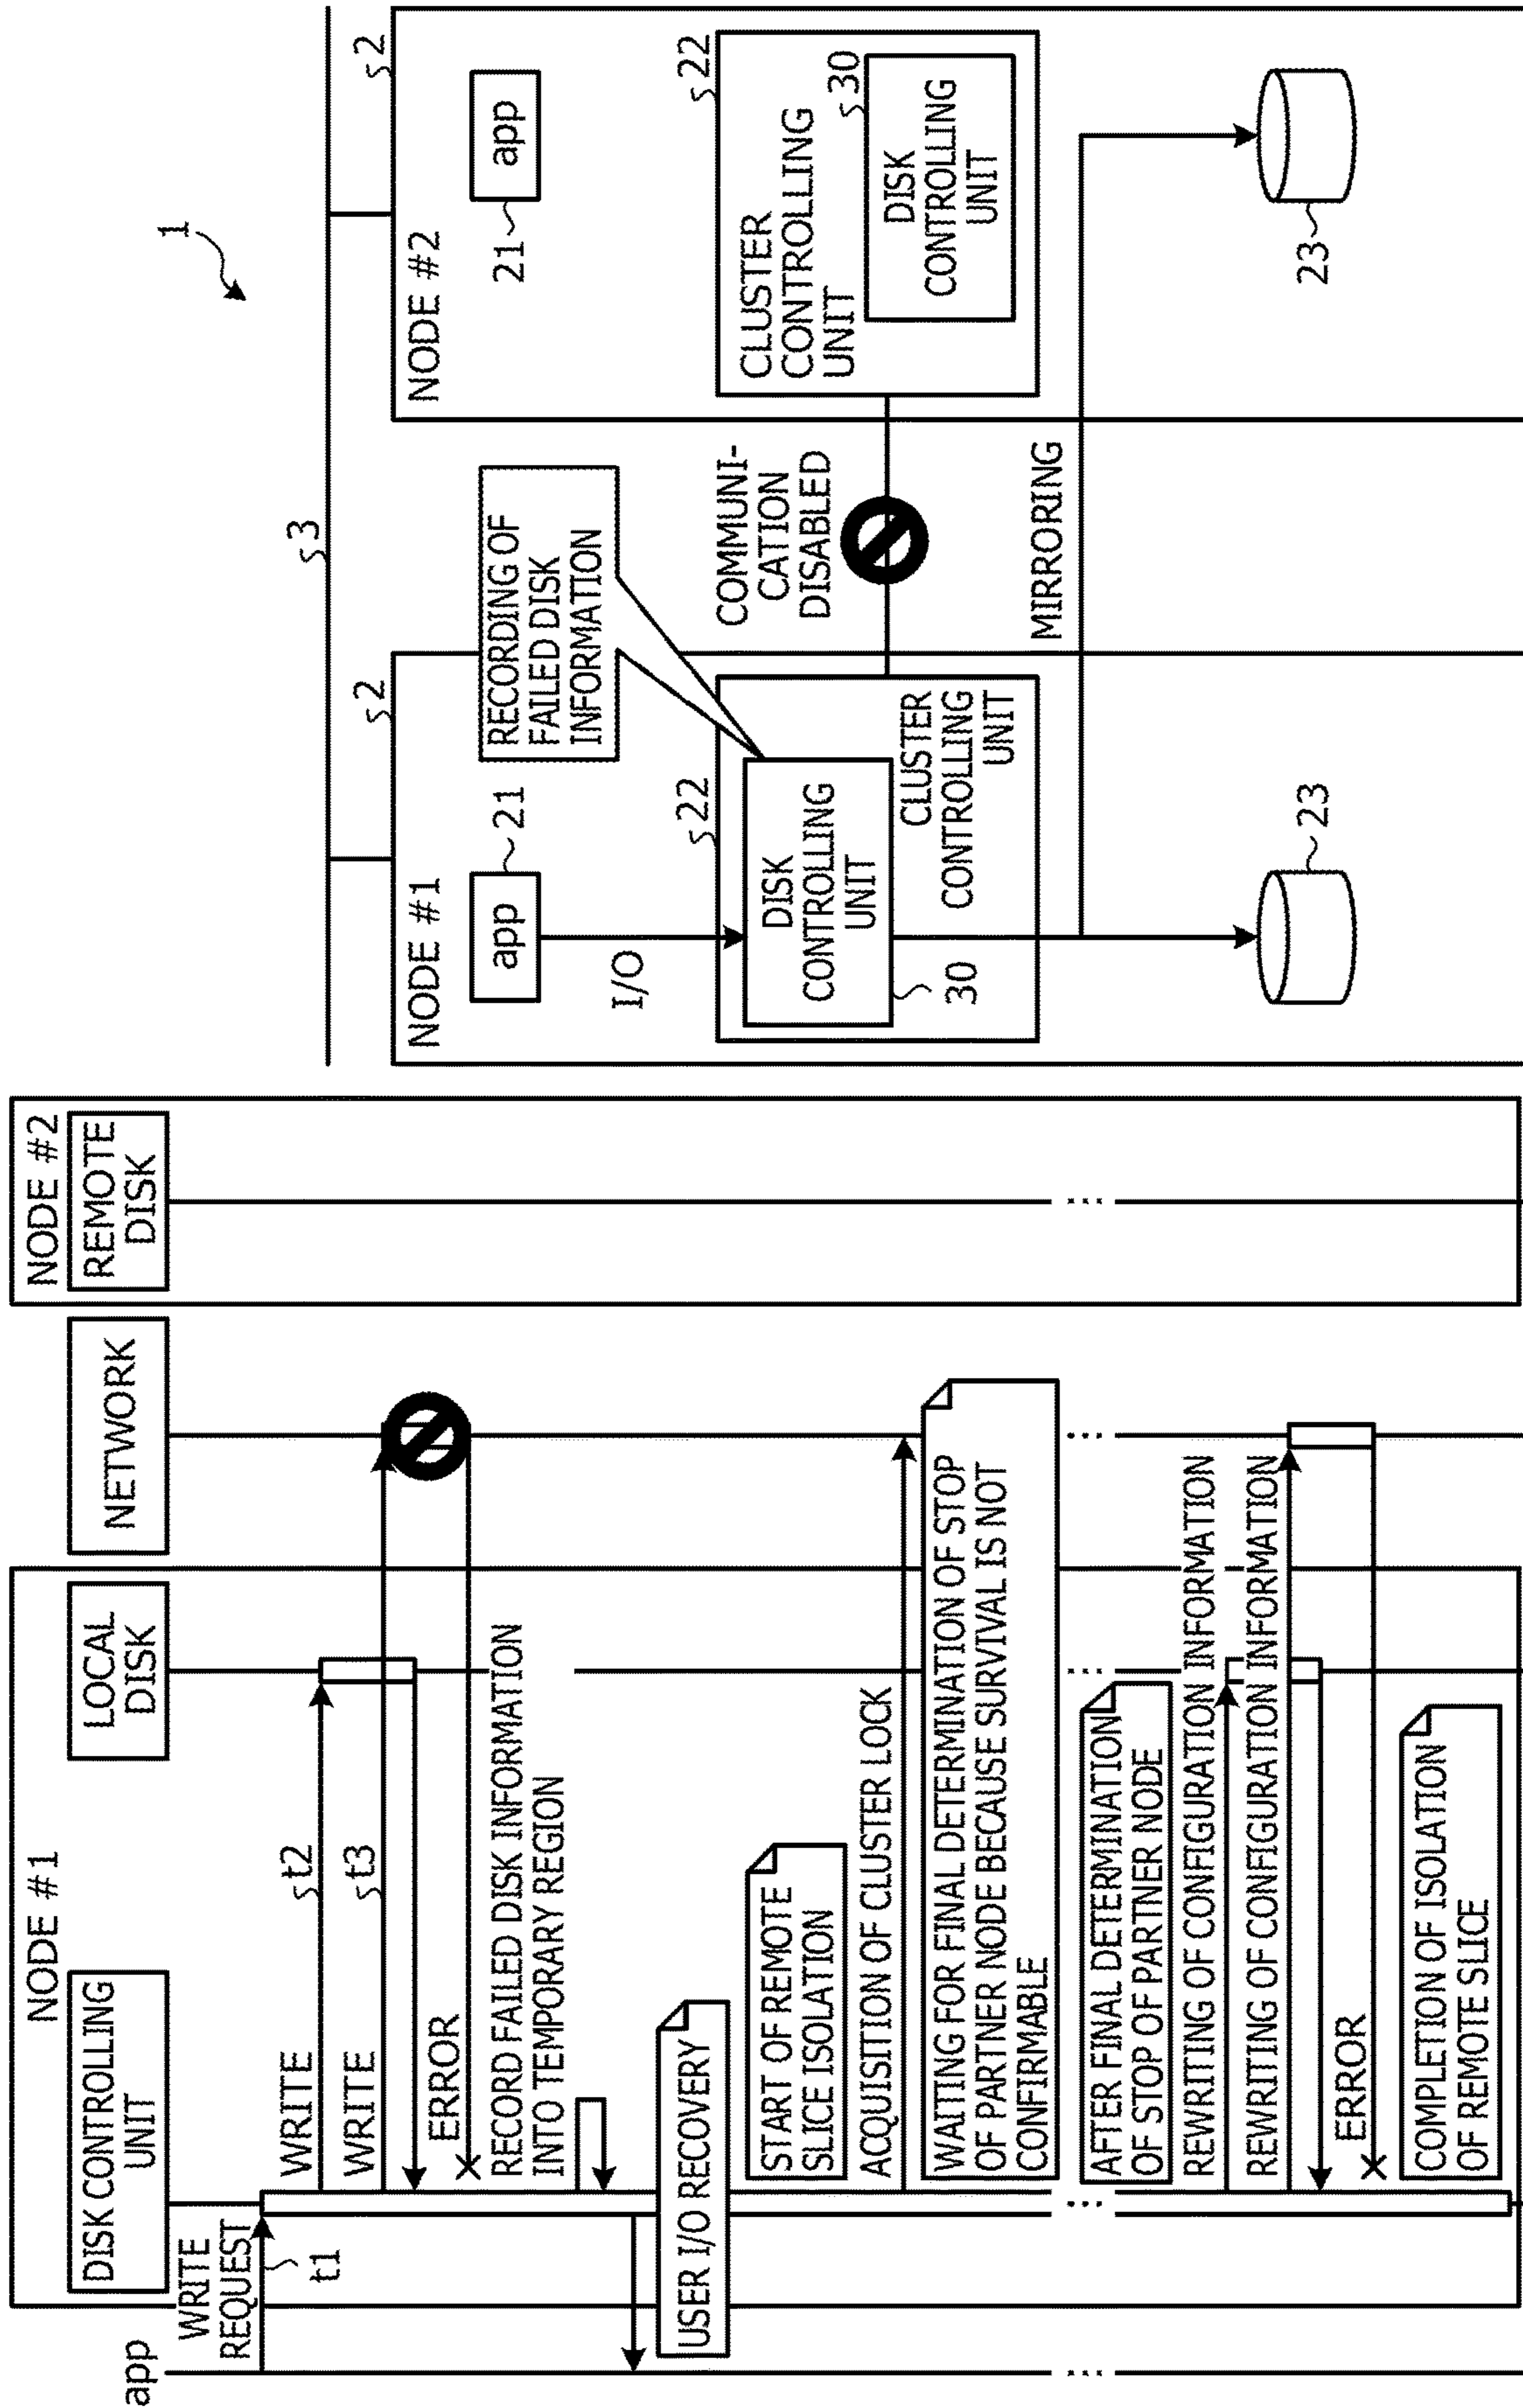 NODE #1
NODE #2
app
DISK CONTROLLING
UNIT
LOCAL
DISK
NETWORK
REMOTE
DISK
WRITE
REQUEST
t1
WRITE
t2
WRITE
t3
ERROR
RECORD FAILED DISK INFORMATION
INTO TEMPORARY REGION
USER I/O RECOVERY
START OF REMOTE
SLICE ISOLATION
ACQUISITION OF CLUSTER LOCK
WAITING FOR FINAL DETERMINATION OF STOP
OF PARTNER NODE BECAUSE SURVIVAL IS NOT
CONFIRMABLE
AFTER FINAL DETERMINATION
OF STOP OF PARTNER NODE
REWRITING OF CONFIGURATION INFORMATION
REWRITING OF CONFIGURATION INFORMATION
ERROR
COMPLETION OF ISOLATION
OF REMOTE SLICE
1
3
2
NODE #1
app
21
I/O
RECORDING OF
FAILED DISK
INFORMATION
22
DISK
CONTROLLING
UNIT
30
CLUSTER
CONTROLLING
UNIT
23
COMMUNI-
CATION
DISABLED
MIRRORING
2
NODE #2
app
21
22
CLUSTER
CONTROLLING
UNIT
30
DISK
CONTROLLING
UNIT
23